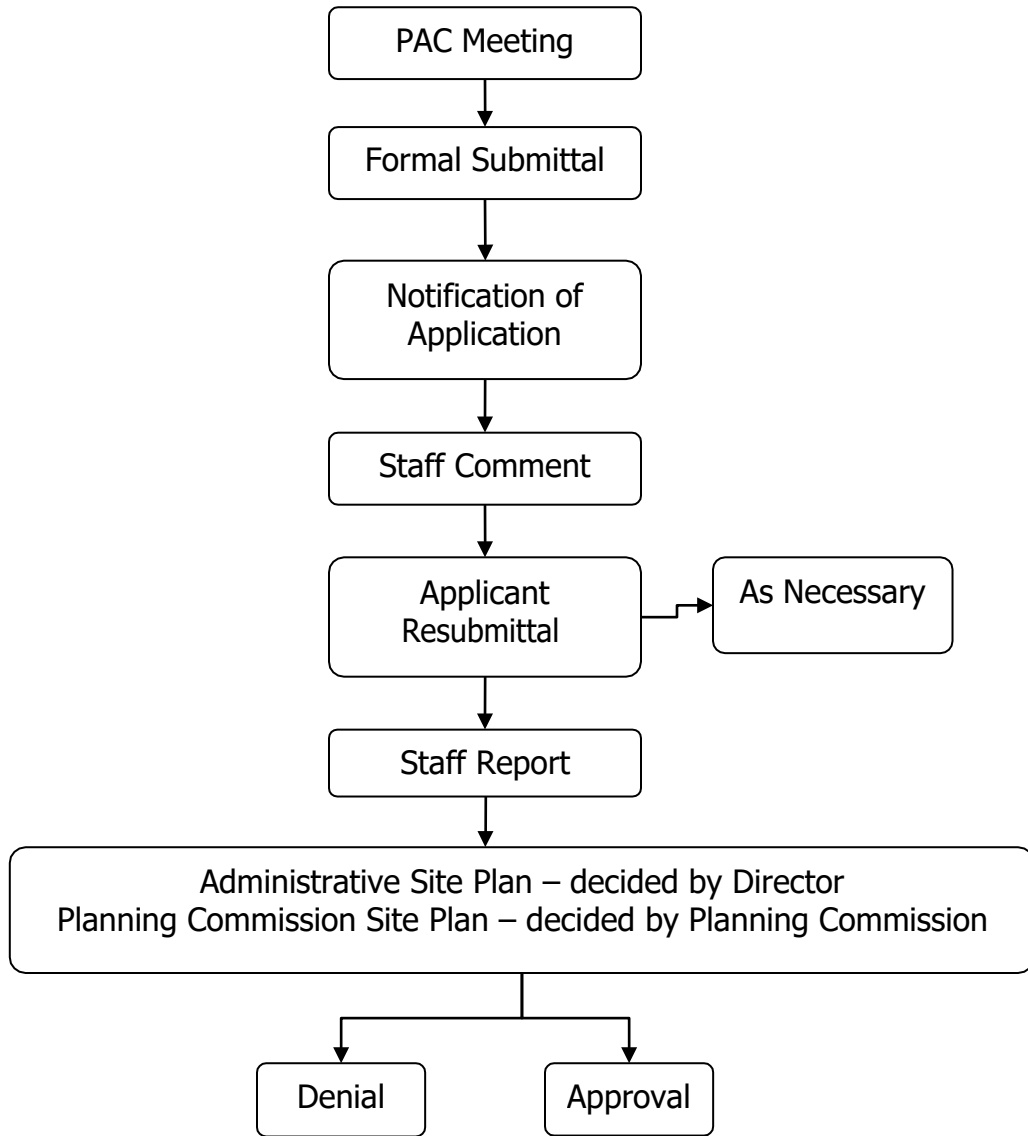 PAC Meeting
Formal Submittal
Notification of
Application
Staff Comment
Applicant
Resubmittal
As Necessary
Staff Report
Administrative Site Plan – decided by Director
Planning Commission Site Plan – decided by Planning Commission
Denial
Approval